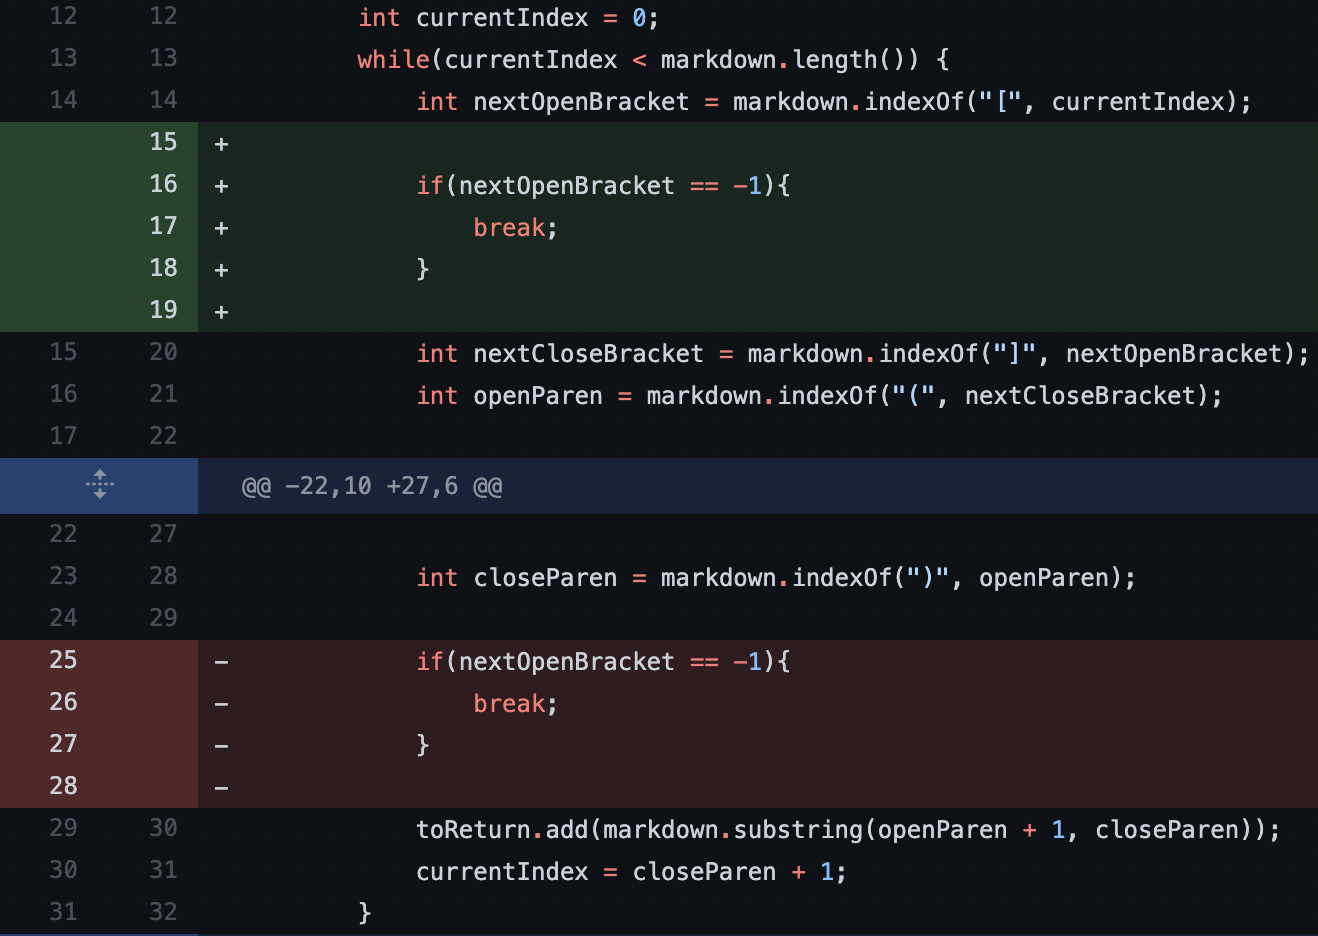 12 12 int currentIndex = 0;
13 13 while(currentIndex < markdown.length()) {
14 14 int nextOpenBracket = markdown.indexOf("[", currentIndex);
15 +
16 + if(nextOpenBracket == -1){
17 + break;
18 + }
19 +
15 20 int nextCloseBracket = markdown.indexOf("]", nextOpenBracket);
16 21 int openParen = markdown.indexOf("(", nextCloseBracket);
17 22
@@ -22,10 +27,6 @@
22 27
23 28 int closeParen = markdown.indexOf(")", openParen);
24 29
25 - if(nextOpenBracket == -1){
26 - break;
27 - }
28 -
29 30 toReturn.add(markdown.substring(openParen + 1, closeParen));
30 31 currentIndex = closeParen + 1;
31 32 }